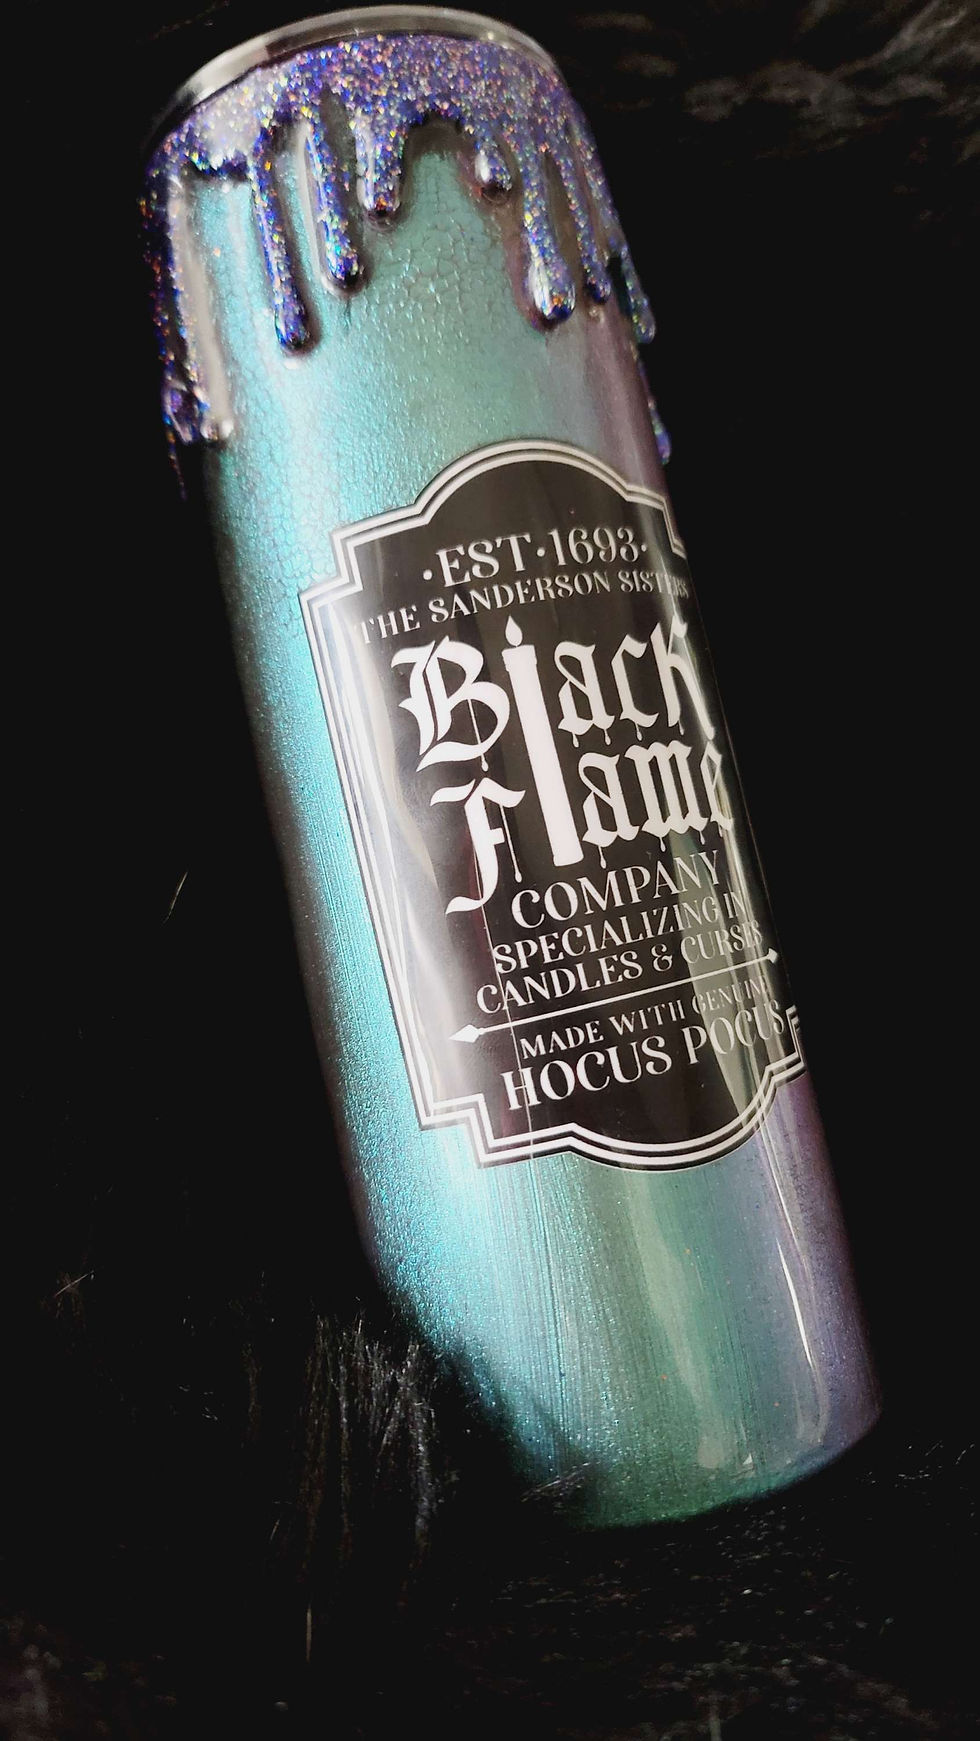 ·EST·1693·
THE SANDERSON SISTERS
Black
Flame
COMPANY
SPECIALIZING IN
CANDLES & CURSES
MADE WITH GENUINE
HOCUS POCUS